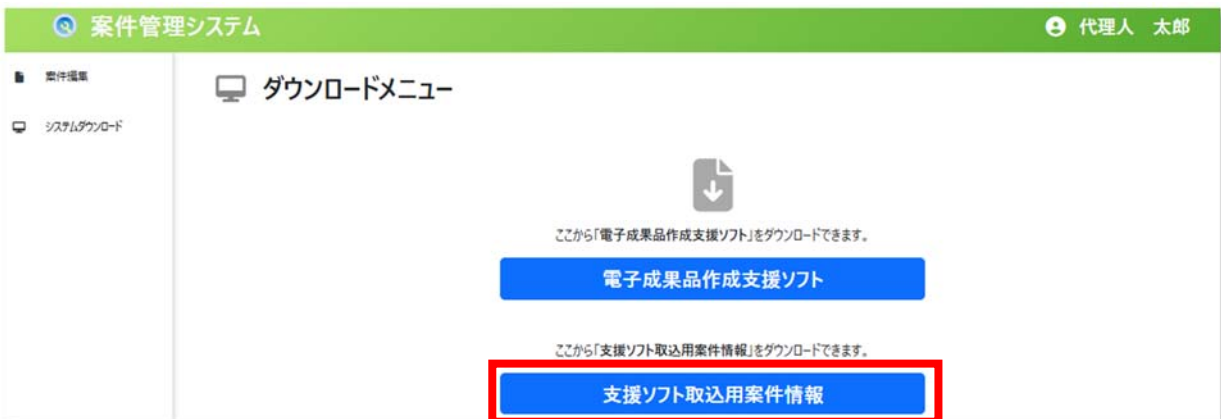 案件管理システム
代理人　太郎
案件編集
システムダウンロード
ダウンロードメニュー
ここから「電子成果品作成支援ソフト」をダウンロードできます。
電子成果品作成支援ソフト
ここから「支援ソフト取込用案件情報」をダウンロードできます。
支援ソフト取込用案件情報